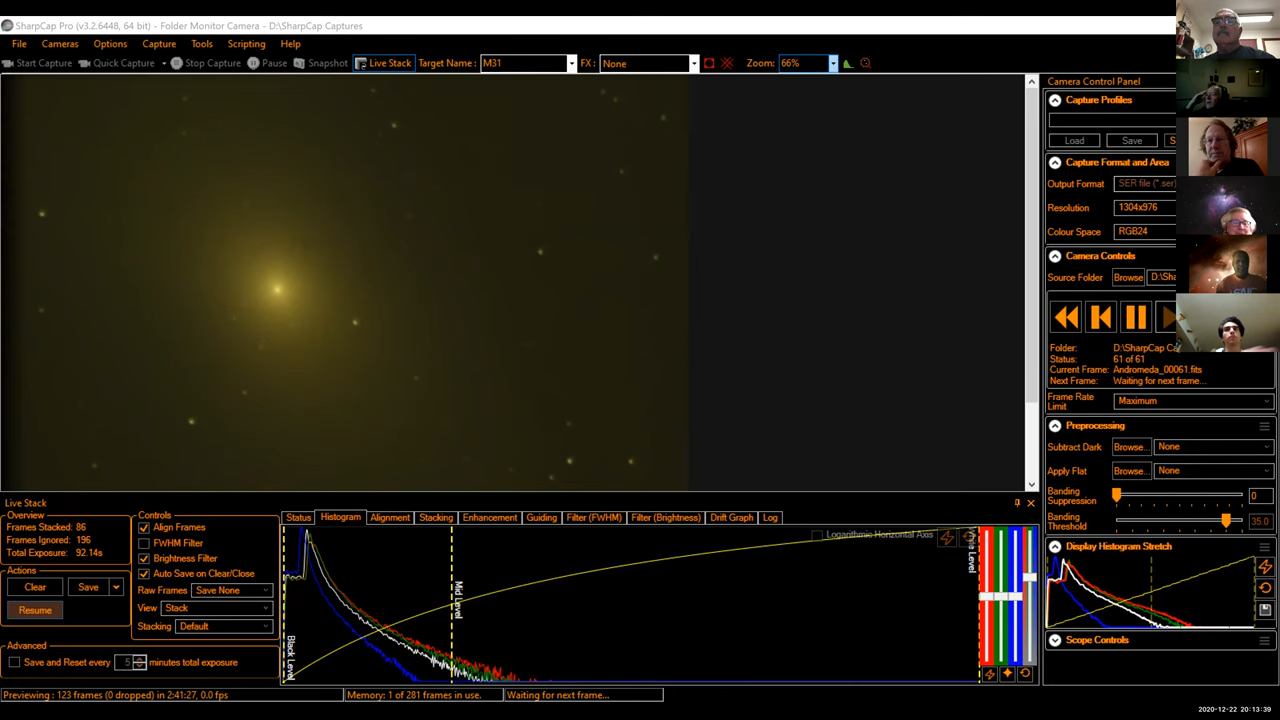 SharpCap Pro (v3.2.6448, 64 bit) - Folder Monitor Camera - D:\SharpCap Captures
File Cameras Options Capture Tools Scripting Help
Start Capture Quick Capture Stop Capture Pause Snapshot Live Stack Target Name : M31 FX : None Zoom: 66%
Camera Control Panel
Capture Profiles
Load Save S
Capture Format and Area
Output Format SER file (*.ser)
Resolution 1304x976
Colour Space RGB24
Camera Controls
Source Folder Browse D:\Sha
Folder: D:\SharpCap Ca
Status: 61 of 61
Current Frame: Andromeda_00061.fits
Next Frame: Waiting for next frame...
Frame Rate Limit Maximum
Preprocessing
Subtract Dark Browse... None
Apply Flat Browse... None
Banding Suppression 0
Banding Threshold 35.0
Display Histogram Stretch
Scope Controls
Live Stack
Overview
Frames Stacked: 86
Frames Ignored: 196
Total Exposure: 92.14s
Actions
Clear Save
Resume
Controls
Align Frames
FWHM Filter
Brightness Filter
Auto Save on Clear/Close
Raw Frames Save None
View Stack
Stacking Default
Advanced
Save and Reset every 5 minutes total exposure
Status Histogram Alignment Stacking Enhancement Guiding Filter (FWHM) Filter (Brightness) Drift Graph Log
Logarithmic Horizontal Axis
Black Level
Mid Level
White Level
Previewing : 123 frames (0 dropped) in 2:41:27, 0.0 fps Memory: 1 of 281 frames in use. Waiting for next frame...
2020-12-22 20:13:39